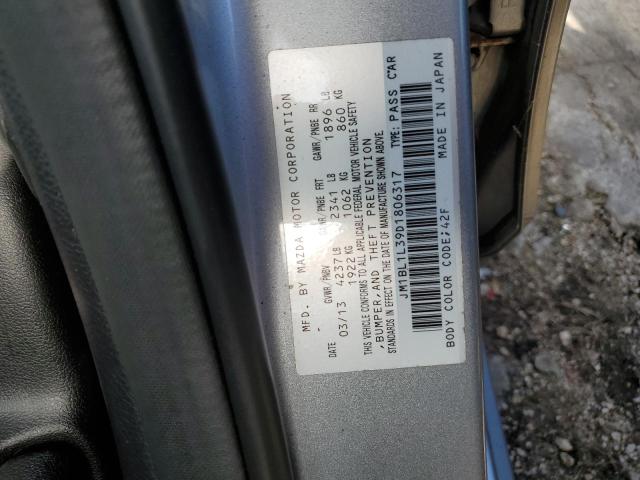 MFD. BY MAZDA MOTOR CORPORATION
GVWR/PNBV GAWR/PNBE FRT GAWR/PNBE RR
DATE 03/13 4237 LB 2341 LB 1896 LB
1922 KG 1062 KG 860 KG
THIS VEHICLE CONFORMS TO ALL APPLICABLE FEDERAL MOTOR VEHICLE SAFETY
, BUMPER, AND THEFT PREVENTION
STANDARDS IN EFFECT ON THE DATE OF MANUFACTURE SHOWN ABOVE.
JM1BL1L39D1806317 TYPE: PASS CAR
BODY COLOR CODE;42F MADE IN JAPAN